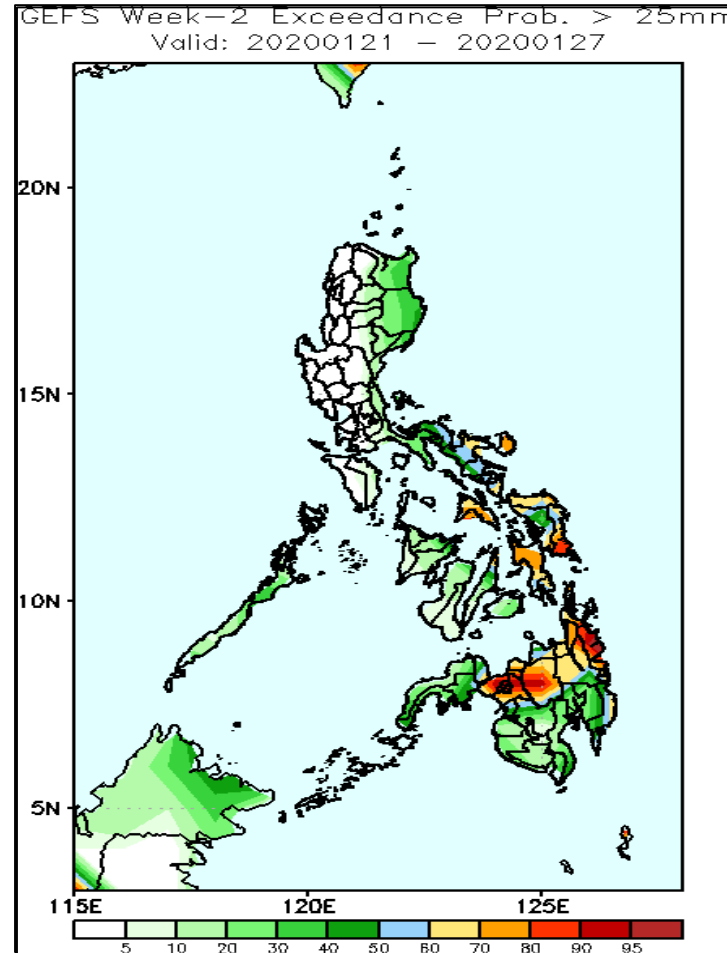 GEFS Week-2 Exceedance Prob. > 25mm
Valid: 20200121 - 20200127
20N
15N
10N
5N
115E 120E 125E
5 10 20 30 40 50 60 70 80 90 95